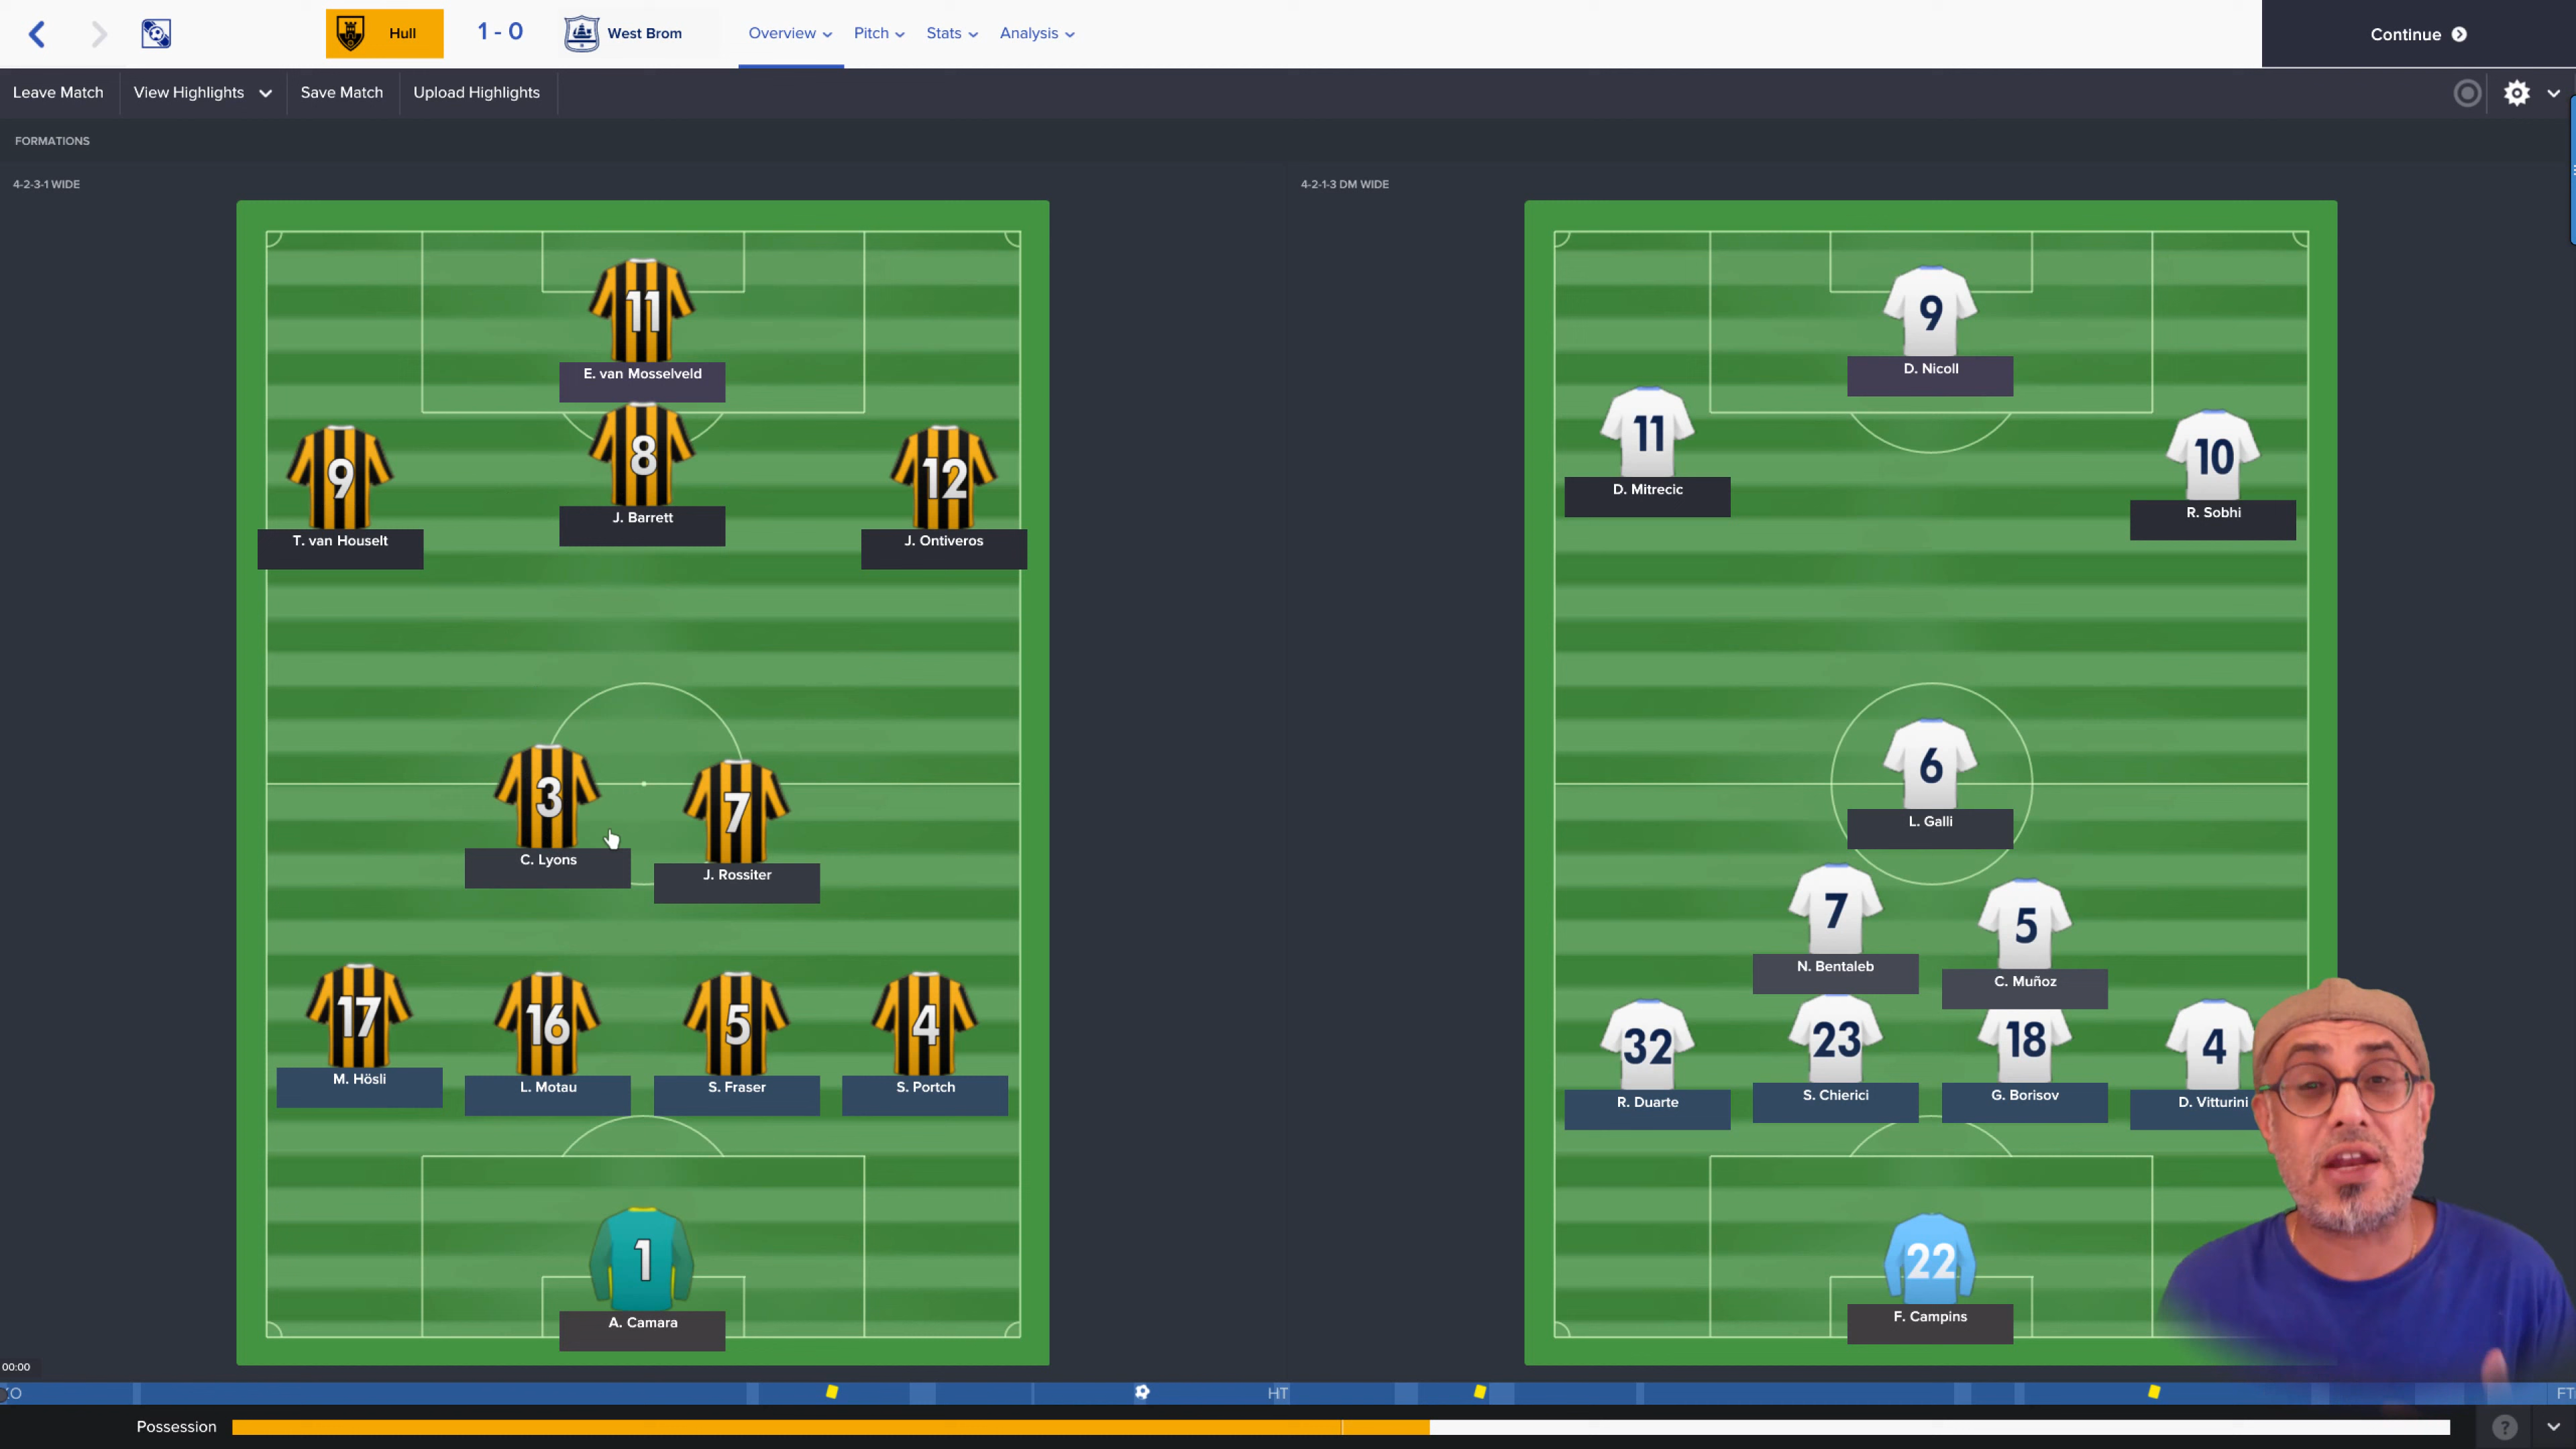 Hull
1 - 0
West Brom
Overview
Pitch
Stats
Analysis
Continue
Leave Match
View Highlights
Save Match
Upload Highlights
FORMATIONS
4-2-3-1 WIDE
4-2-1-3 DM WIDE
11
E. van Mosselveld
9
T. van Houselt
8
J. Barrett
12
J. Ontiveros
3
C. Lyons
7
J. Rossiter
17
M. Hösli
16
L. Motau
5
S. Fraser
4
S. Portch
1
A. Camara
9
D. Nicoll
11
D. Mitrecic
10
R. Sobhi
6
L. Galli
7
N. Bentaleb
5
C. Muñoz
32
R. Duarte
23
S. Chierici
18
G. Borisov
4
D. Vitturini
22
F. Campins
00:00
HT
FT
Possession
?